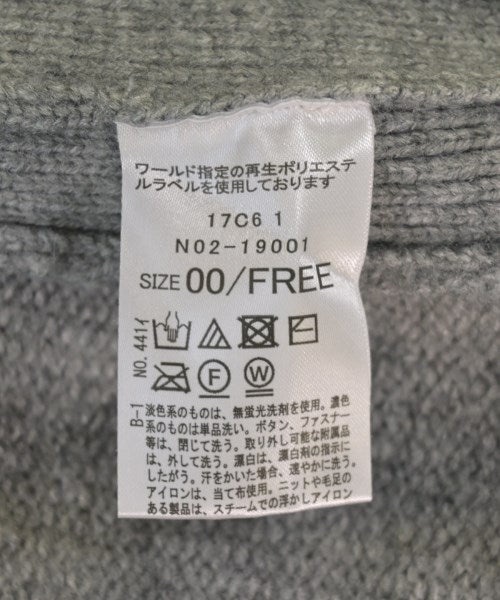 ワールド指定の再生ポリエステ
ルラベルを使用しております
17C6 1
N02-19001
SIZE 00/FREE
NO. 441イ
F W
B-1
淡色系のものは、無蛍光洗剤を使用。濃色
系のものは単品洗い。ボタン、ファスナー
等は、閉じて洗う。取り外し可能な附属品
は、外して洗う。漂白は、漂白剤の指示に
したがう。汗をかいた場合、速やかに洗う。
アイロンは、当て布使用。ニットや毛足の
ある製品は、スチームでの浮かしアイロン